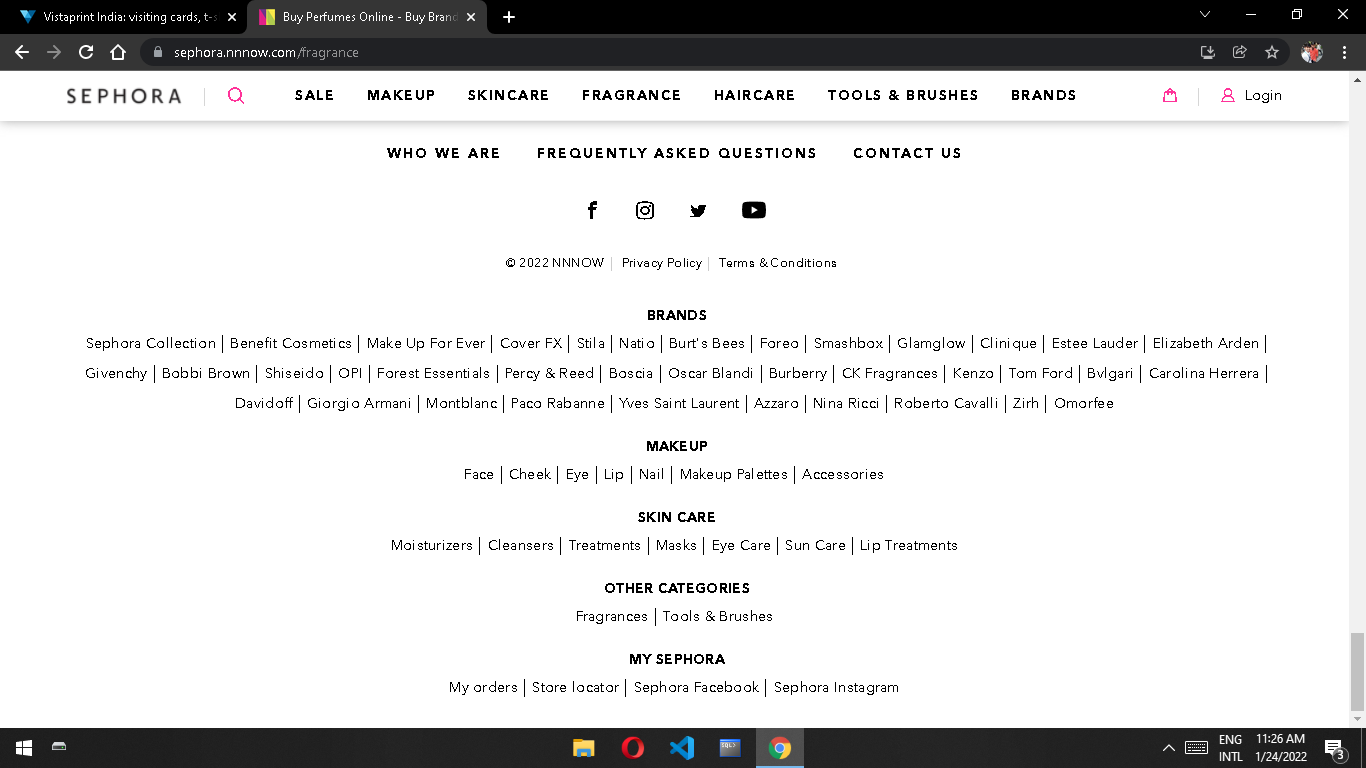 Vistaprint India: visiting cards, t-s
Buy Perfumes Online - Buy Brand
sephora.nnnow.com/fragrance
SEPHORA SALE MAKEUP SKINCARE FRAGRANCE HAIRCARE TOOLS & BRUSHES BRANDS Login
WHO WE ARE FREQUENTLY ASKED QUESTIONS CONTACT US
© 2022 NNNOW | Privacy Policy | Terms & Conditions
BRANDS
Sephora Collection | Benefit Cosmetics | Make Up For Ever | Cover FX | Stila | Natio | Burt's Bees | Foreo | Smashbox | Glamglow | Clinique | Estee Lauder | Elizabeth Arden |
Givenchy | Bobbi Brown | Shiseido | OPI | Forest Essentials | Percy & Reed | Boscia | Oscar Blandi | Burberry | CK Fragrances | Kenzo | Tom Ford | Bvlgari | Carolina Herrera |
Davidoff | Giorgio Armani | Montblanc | Paco Rabanne | Yves Saint Laurent | Azzaro | Nina Ricci | Roberto Cavalli | Zirh | Omorfee
MAKEUP
Face | Cheek | Eye | Lip | Nail | Makeup Palettes | Accessories
SKIN CARE
Moisturizers | Cleansers | Treatments | Masks | Eye Care | Sun Care | Lip Treatments
OTHER CATEGORIES
Fragrances | Tools & Brushes
MY SEPHORA
My orders | Store locator | Sephora Facebook | Sephora Instagram
SQL>
ENG 11:26 AM
INTL 1/24/2022 3